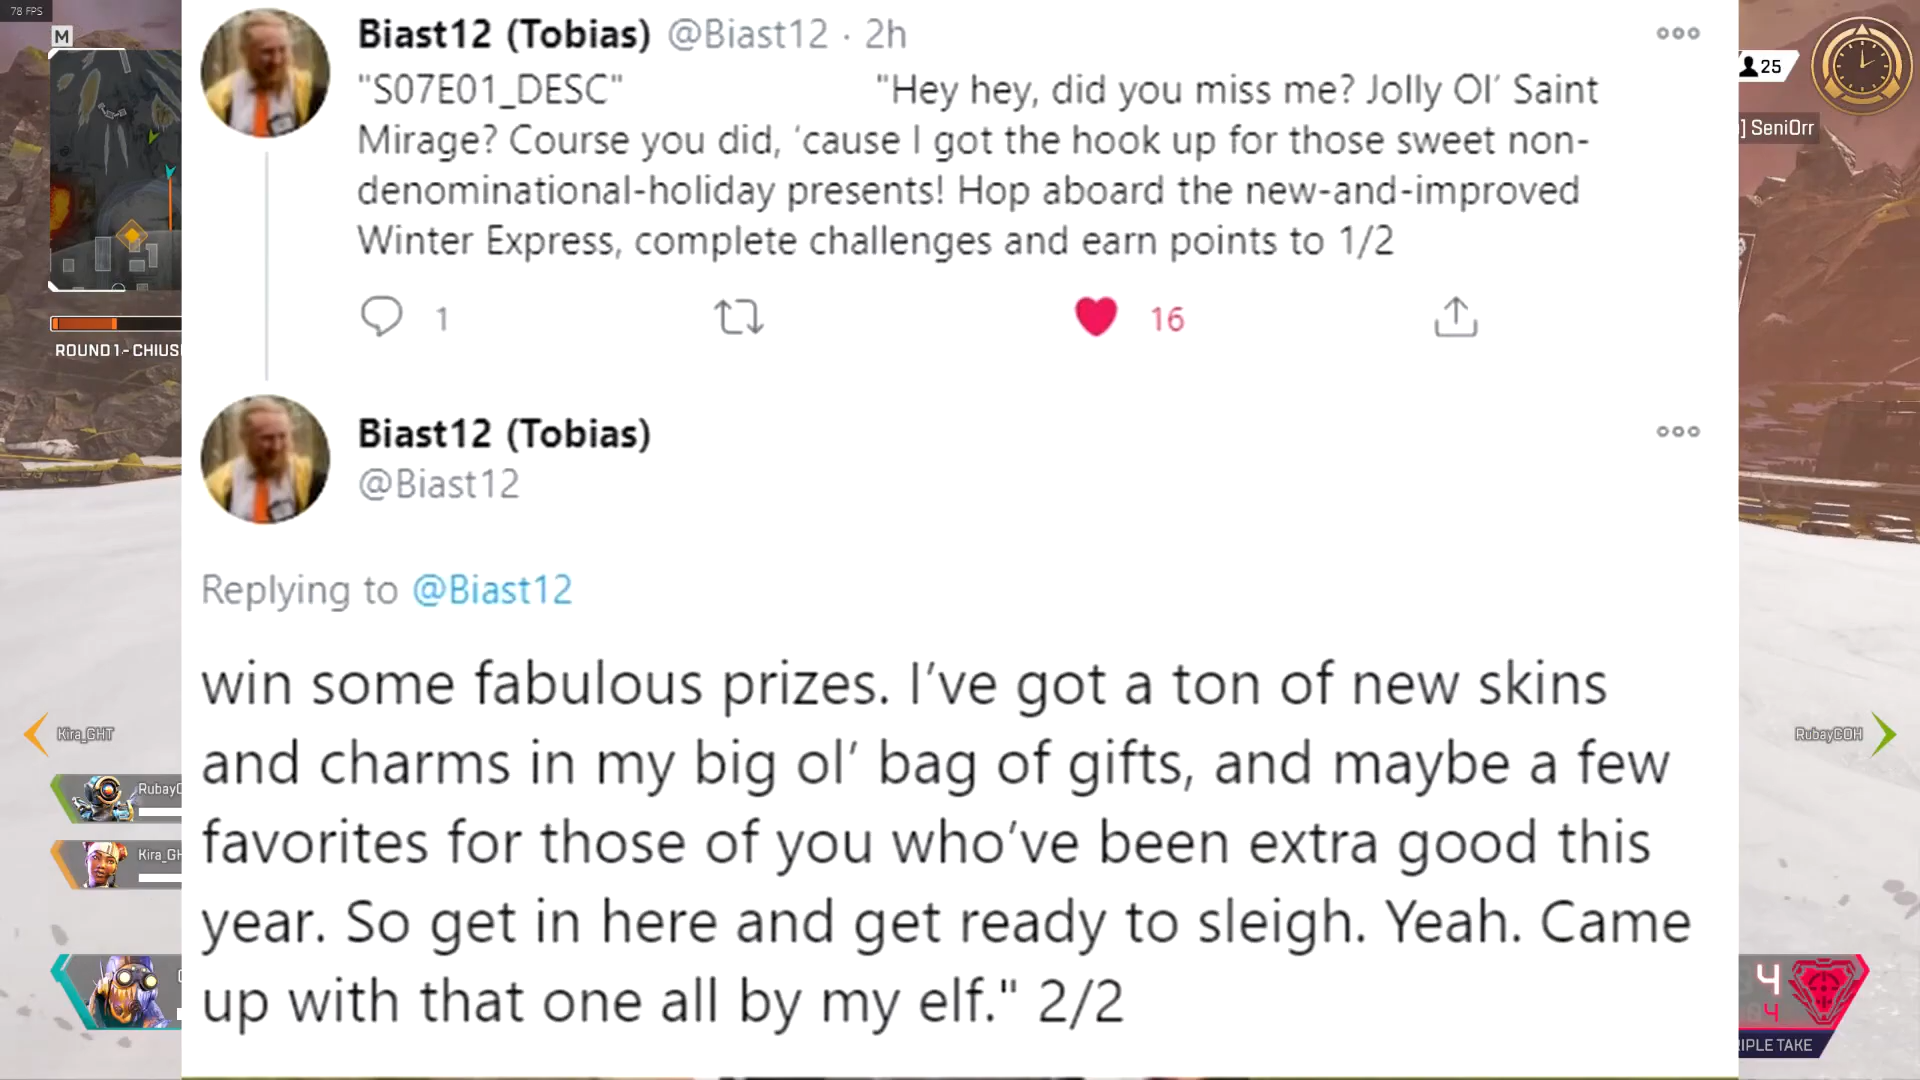 78 FPS
M
Biast12 (Tobias) @Biast12 · 2h
"S07E01_DESC" "Hey hey, did you miss me? Jolly Ol’ Saint
Mirage? Course you did, ‘cause I got the hook up for those sweet non-
denominational-holiday presents! Hop aboard the new-and-improved
Winter Express, complete challenges and earn points to 1/2
1
16
25
] SeniOrr
ROUND 1 - CHIUS
Biast12 (Tobias)
@Biast12
Replying to @Biast12
win some fabulous prizes. I’ve got a ton of new skins
and charms in my big ol’ bag of gifts, and maybe a few
favorites for those of you who’ve been extra good this
year. So get in here and get ready to sleigh. Yeah. Came
up with that one all by my elf." 2/2
Kira_GHT
RubayCOH
RubayC
Kira_GH
4
4
RIPLE TAKE